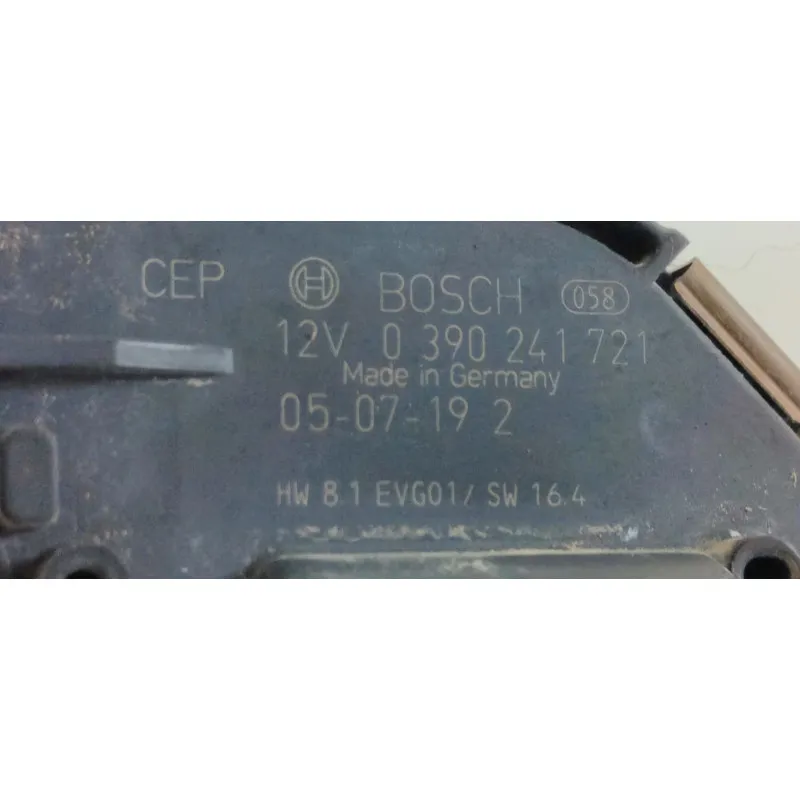 CEP BOSCH 058
12V 0 390 241 721
Made in Germany
05-07-19 2
HW 8.1 EVG01/ SW 16.4